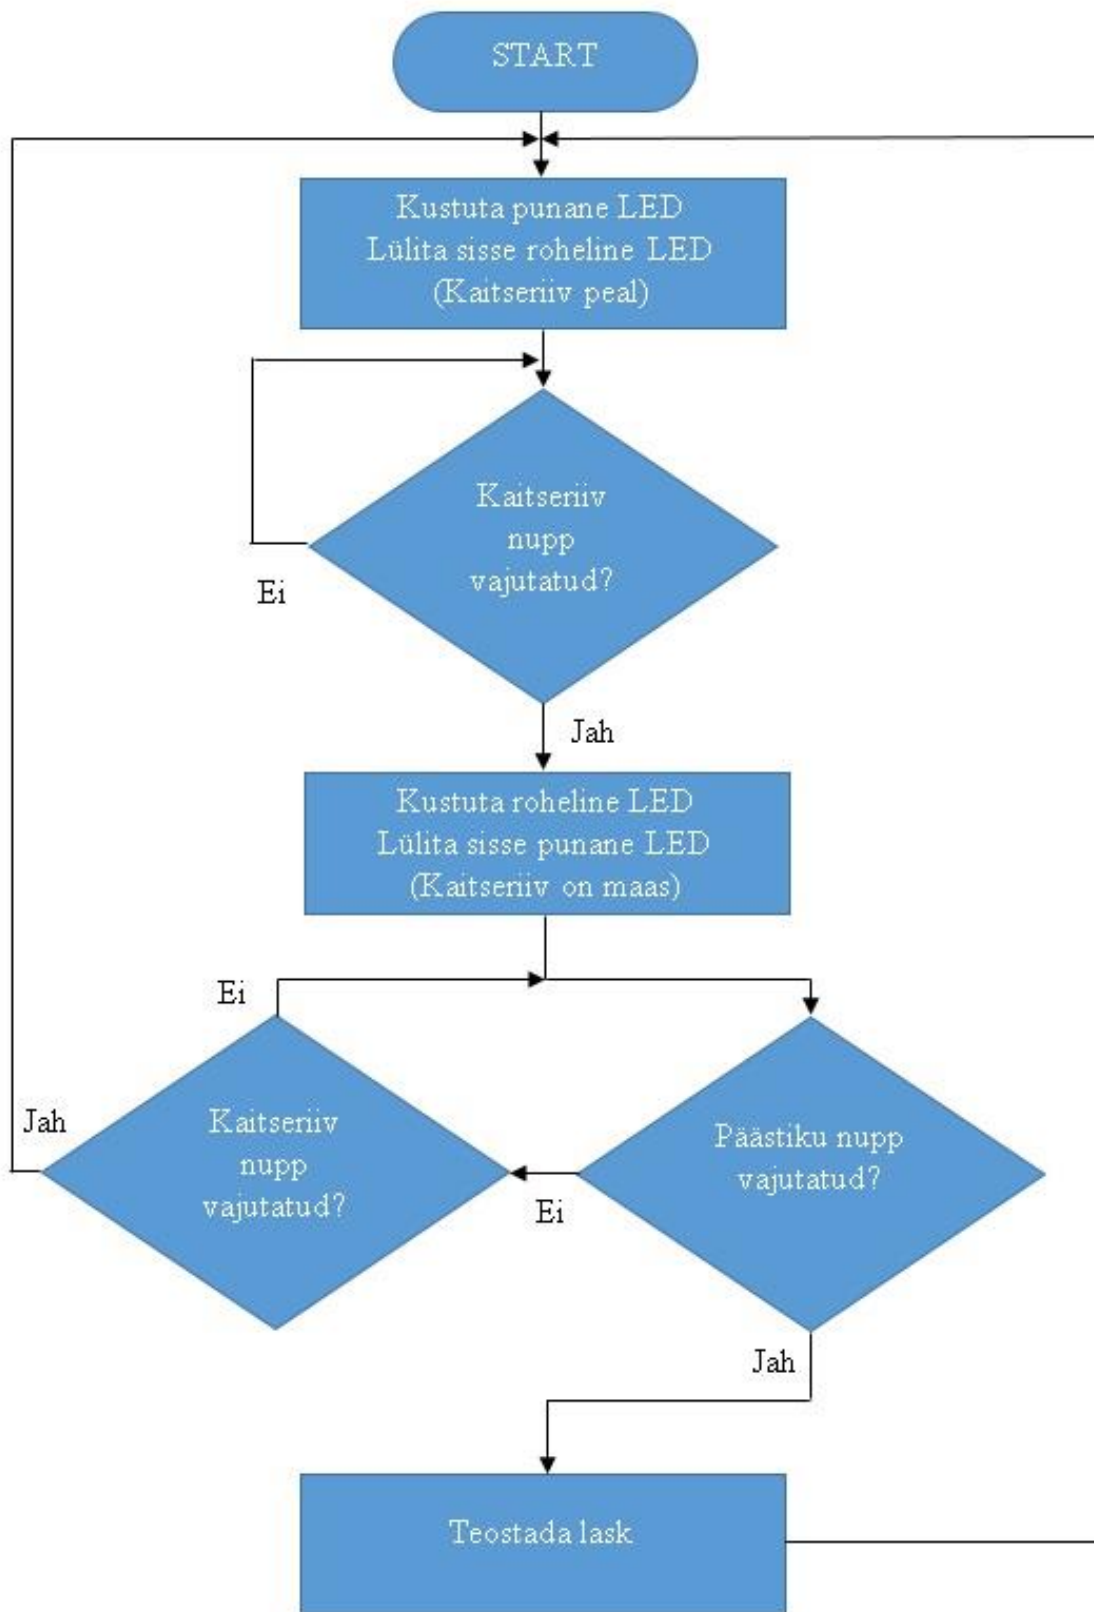 START
Kustuta punane LED
Lülita sisse roheline LED
(Kaitseriiv peal)
Kaitseriiv
nupp
vajutatud?
Ei
Jah
Kustuta roheline LED
Lülita sisse punane LED
(Kaitseriiv on maas)
Ei
Jah
Kaitseriiv
nupp
vajutatud?
Päästiku nupp
vajutatud?
Ei
Jah
Teostada lask